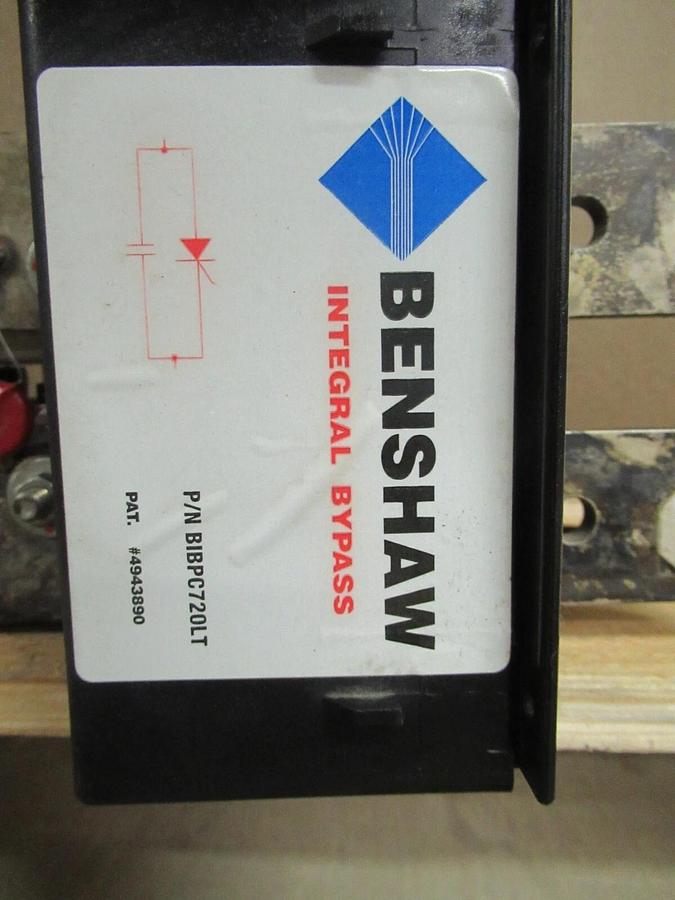 BENSHAW
INTEGRAL BYPASS
P/N BIBPC720LT
PAT. #4943890